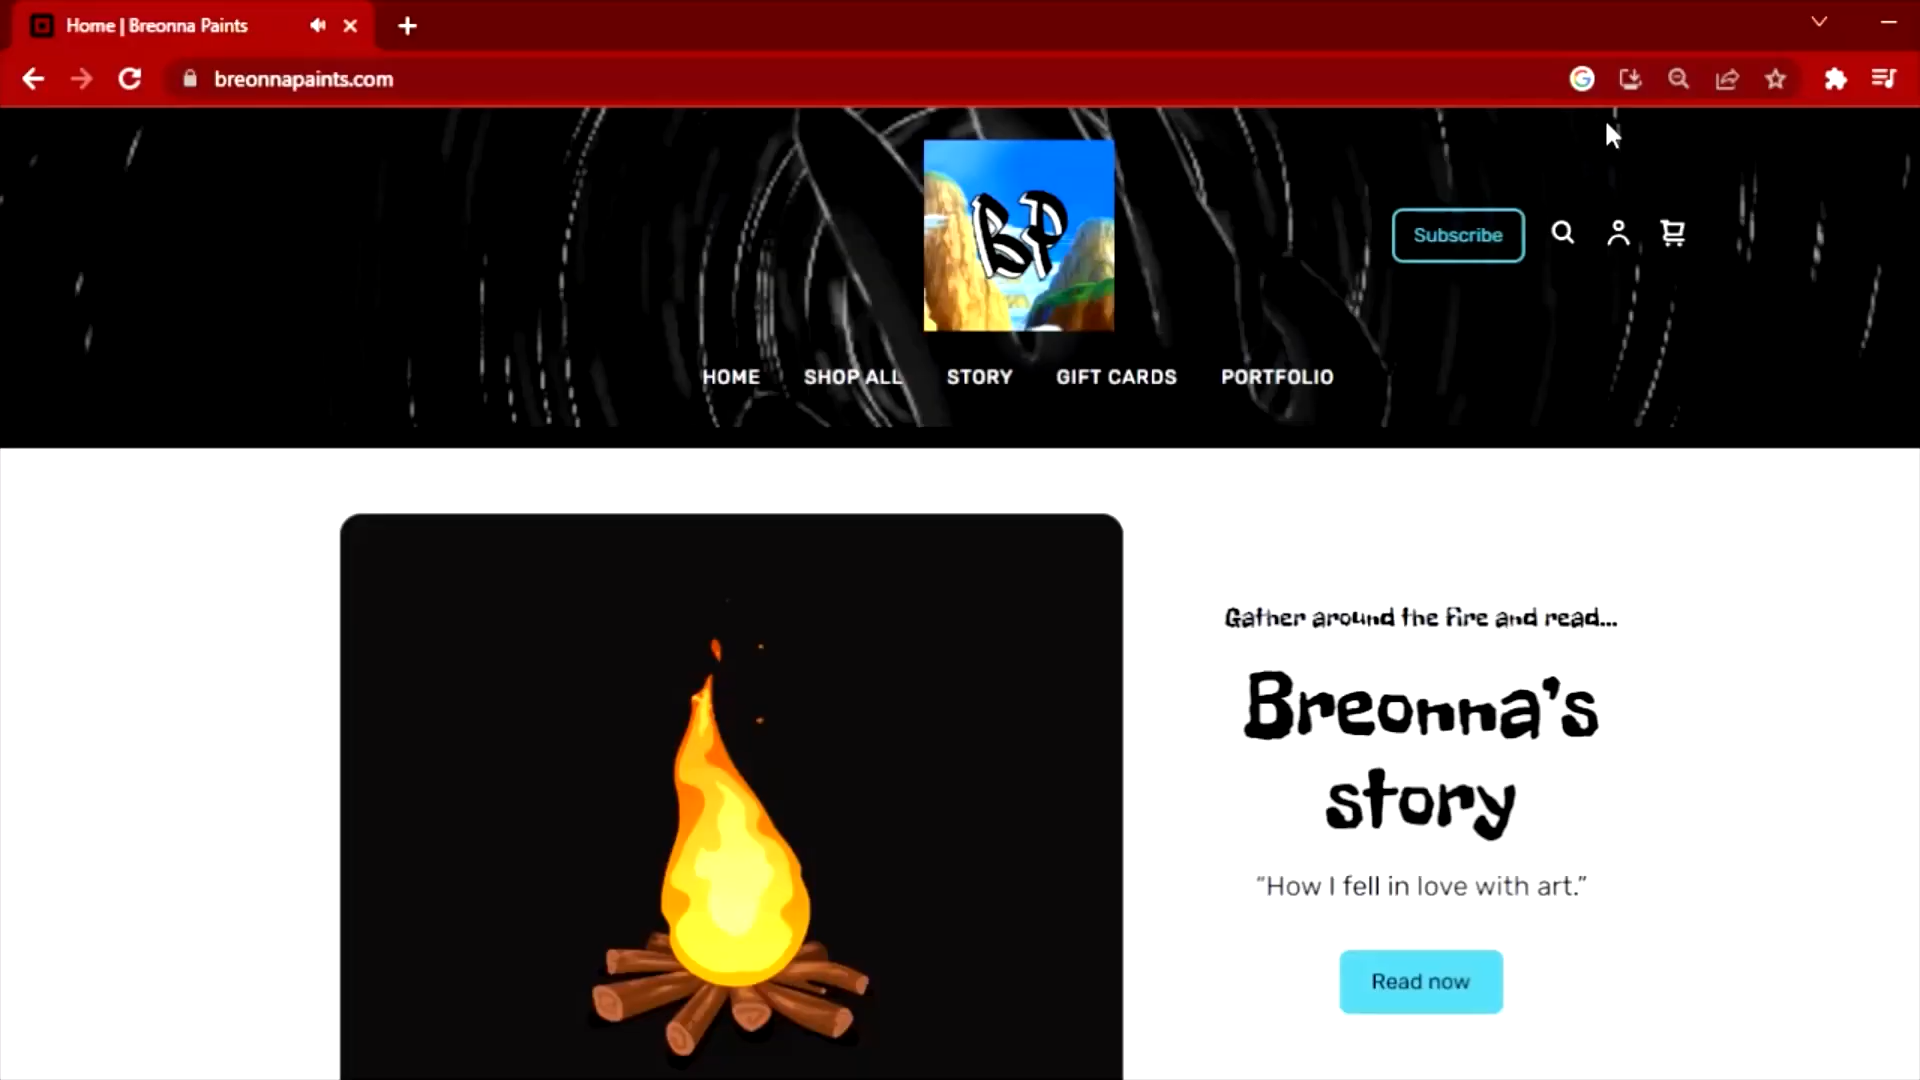 Home | Breonna Paints
breonnapaints.com
BP
Subscribe
HOME SHOP ALL STORY GIFT CARDS PORTFOLIO
Gather around the fire and read...
Breonna's
story
“How I fell in love with art.”
Read now